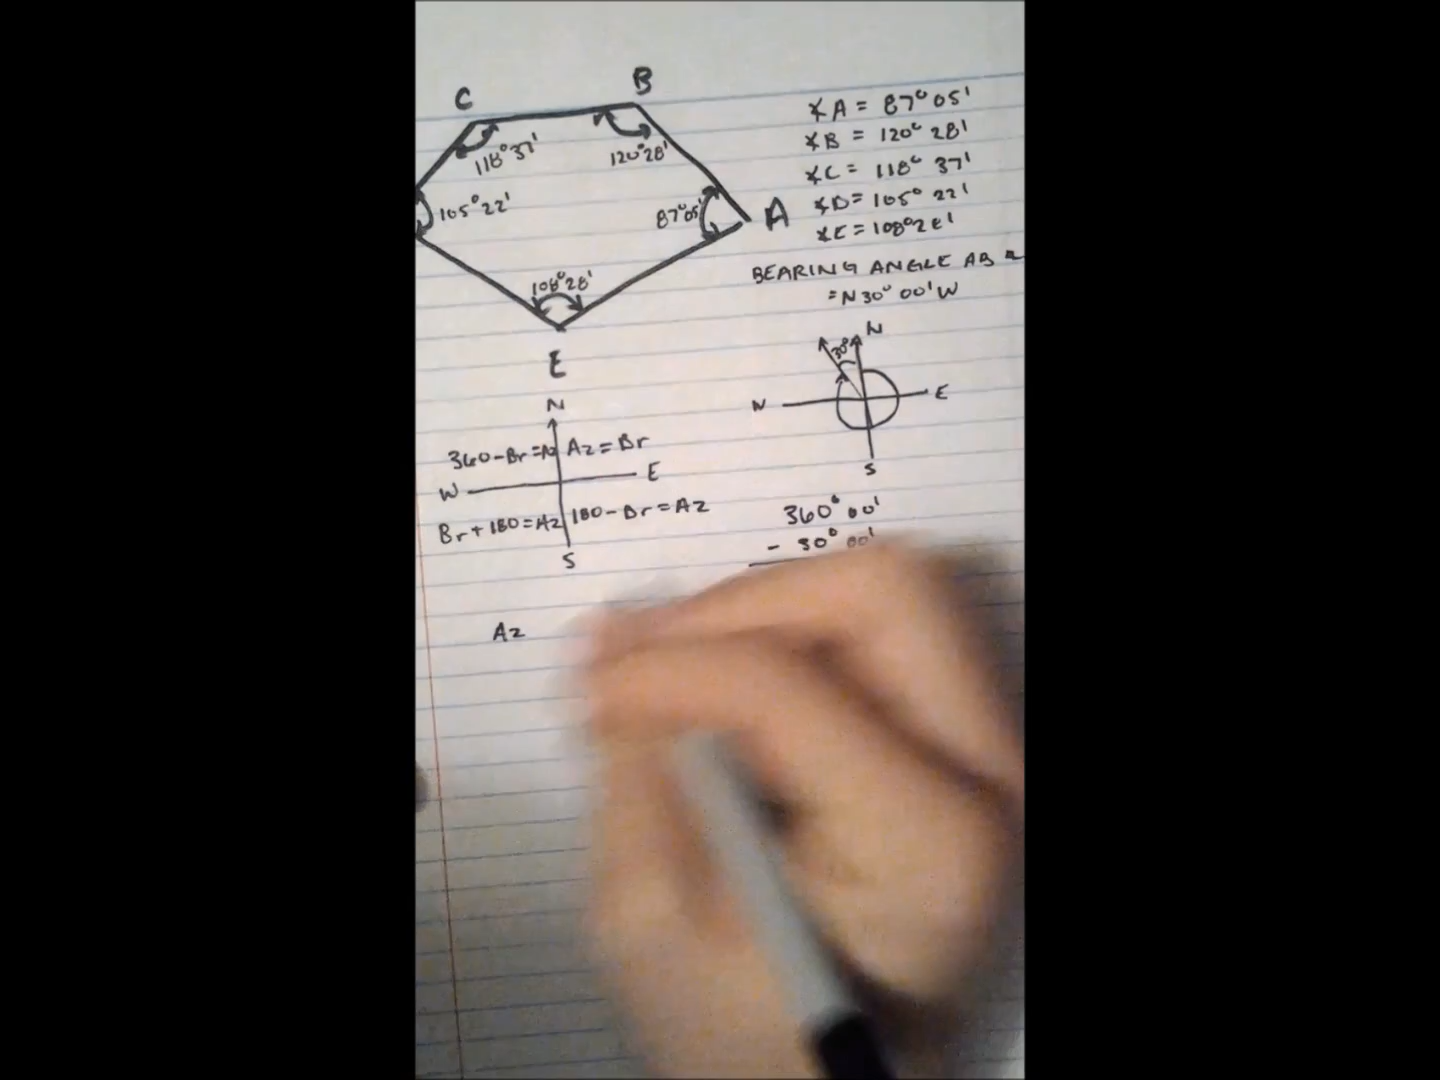 C
B
118°37'
120°28'
105°22'
87°05'
A
108°28'
E
∡A = 87°05'
∡B = 120° 28'
∡C = 118° 37'
∡D = 105° 22'
∡E = 108°28'
BEARING ANGLE AB
= N30° 00' W
N
30°
N
E
S
N
360-Br=Az
Az=Br
W
E
Br+180=Az
180-Br=Az
S
360° 00'
- 30° 00'
Az